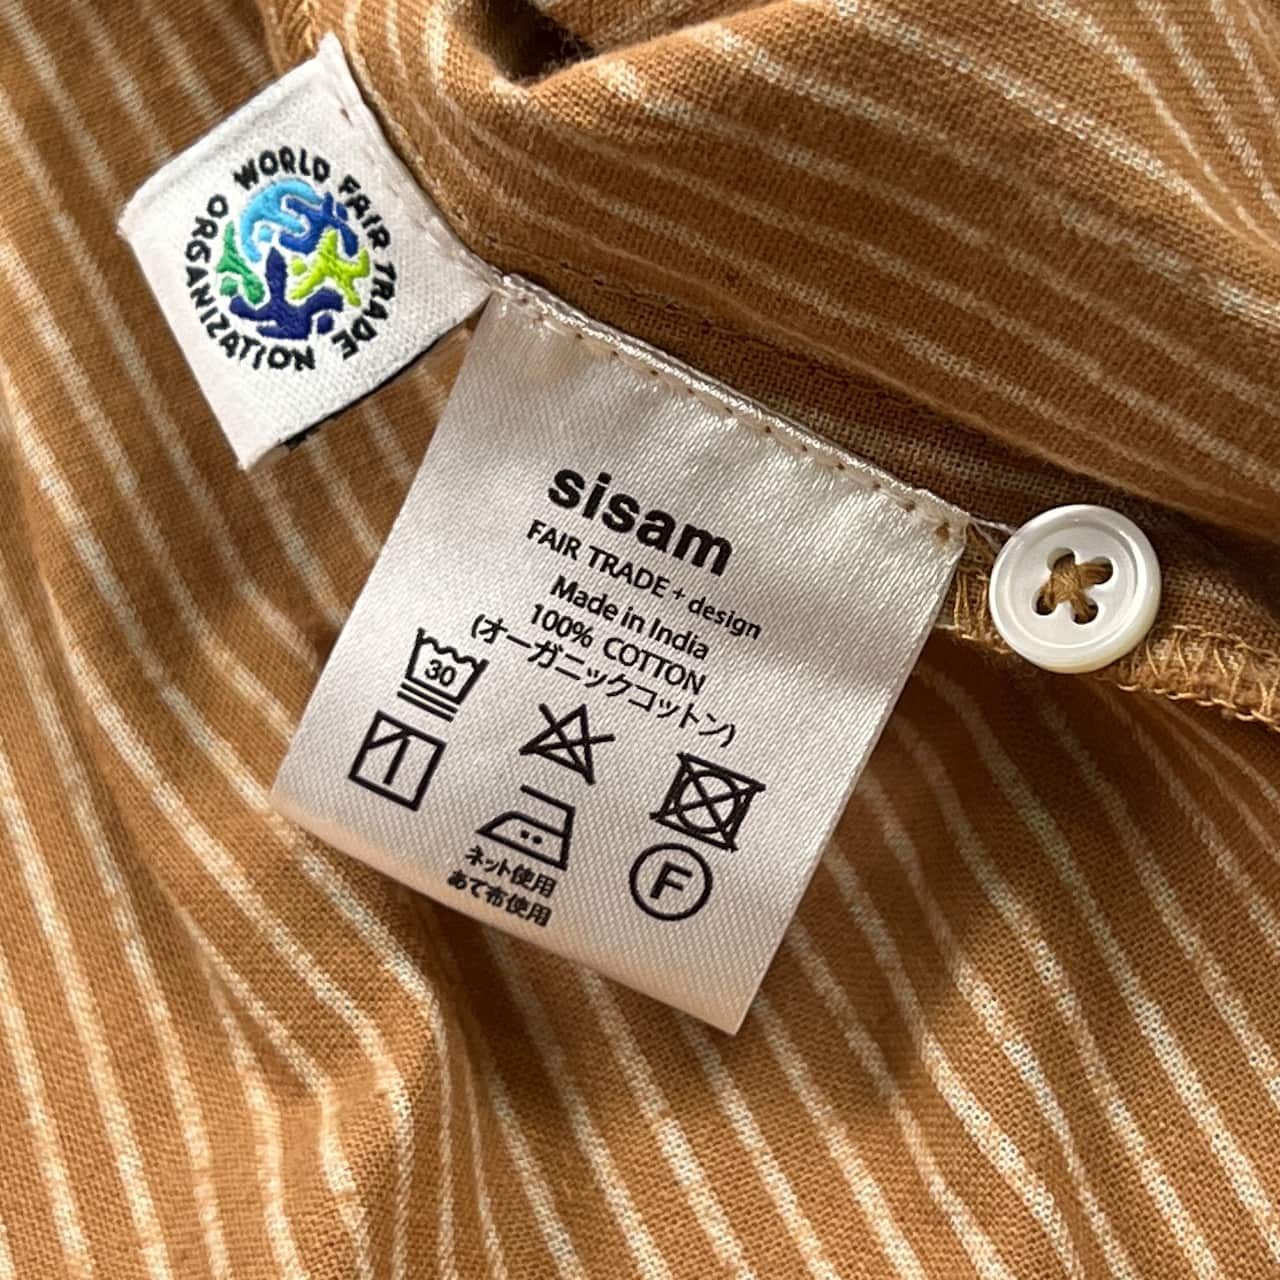 WORLD FAIR TRADE ORGANIZATION
sisam
FAIR TRADE + design
Made in India
100% COTTON
(オーガニックコットン)
30
F
ネット使用
あて布使用